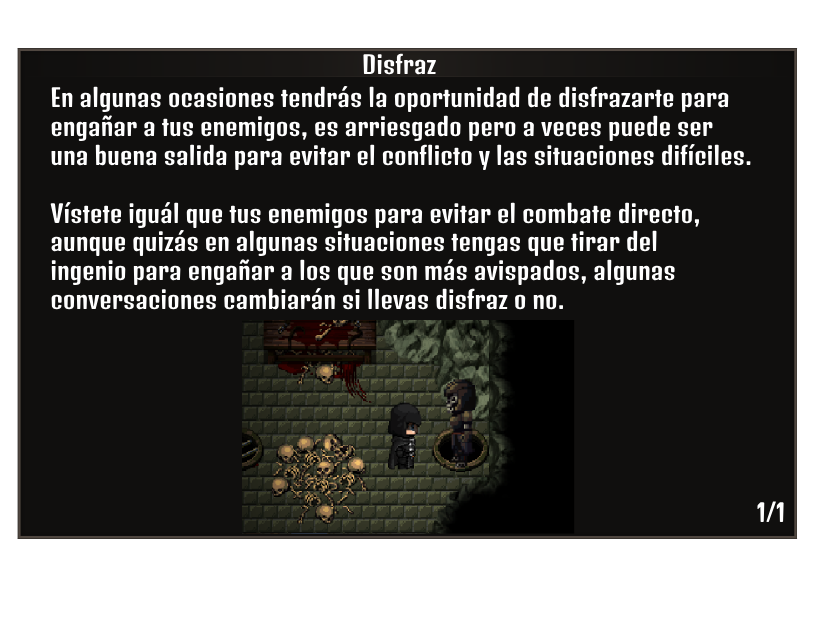 Disfraz
En algunas ocasiones tendrás la oportunidad de disfrazarte para
engañar a tus enemigos, es arriesgado pero a veces puede ser
una buena salida para evitar el conflicto y las situaciones difíciles.
Vístete iguál que tus enemigos para evitar el combate directo,
aunque quizás en algunas situaciones tengas que tirar del
ingenio para engañar a los que son más avispados, algunas
conversaciones cambiarán si llevas disfraz o no.
1/1